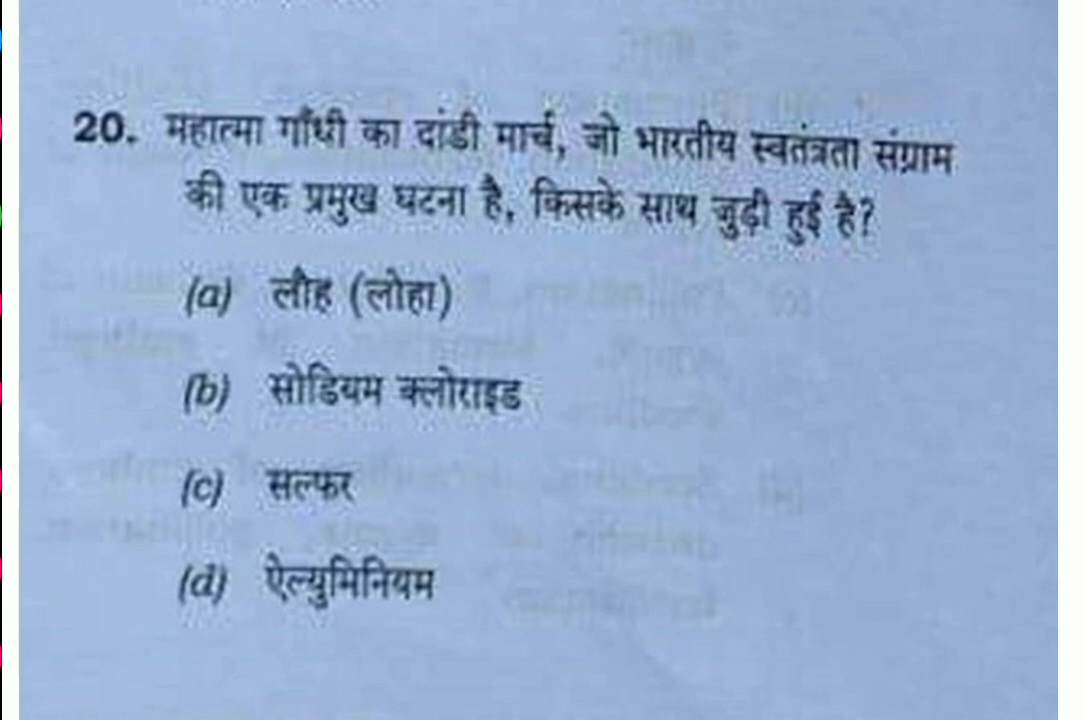 20. महात्मा गाँधी का दांडी मार्च, जो भारतीय स्वतंत्रता संग्राम
की एक प्रमुख घटना है, किसके साथ जुड़ी हुई है?
(a) लौह (लोहा)
(b) सोडियम क्लोराइड
(c) सल्फर
(d) ऐल्युमिनियम